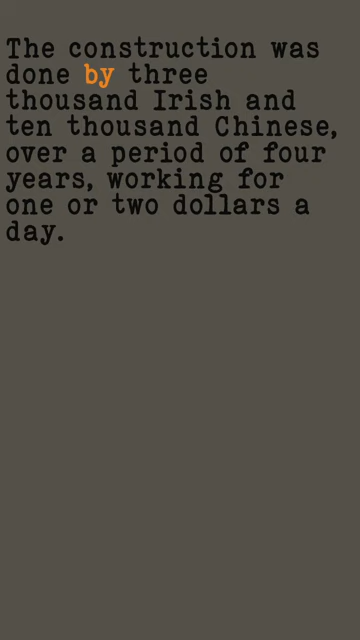 The construction was
done by three
thousand Irish and
ten thousand Chinese,
over a period of four
years, working for
one or two dollars a
day.